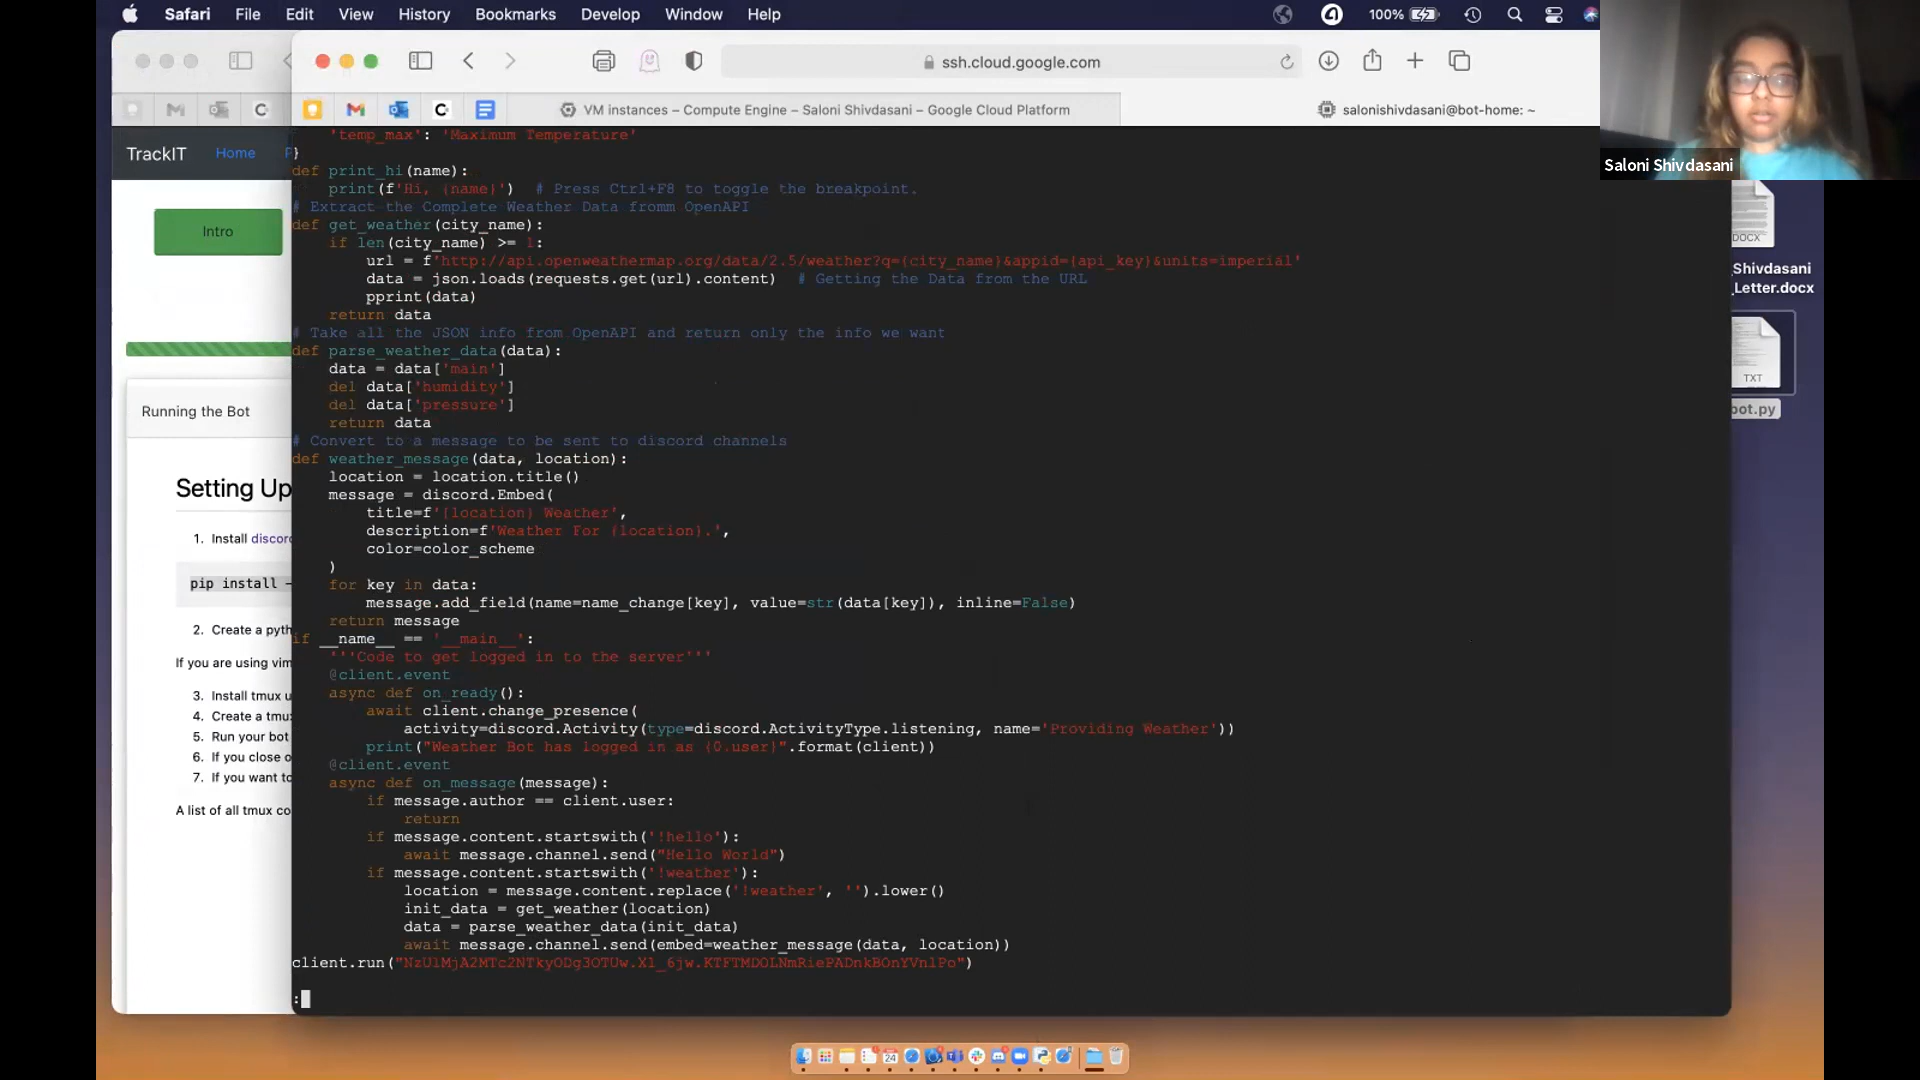 Safari File Edit View History Bookmarks Develop Window Help
100%
ssh.cloud.google.com
VM instances – Compute Engine – Saloni Shivdasani – Google Cloud Platform
salonishivdasani@bot-home: ~
Saloni Shivdasani
TrackIT Home
Intro
Running the Bot
Setting Up
1. Install discor
pip install -
2. Create a pyth
If you are using vim
3. Install tmux u
4. Create a tmux
5. Run your bot
6. If you close o
7. If you want to
A list of all tmux co
'temp_max': 'Maximum Temperature'
}
def print_hi(name):
print(f'Hi, {name}')  # Press Ctrl+F8 to toggle the breakpoint.
# Extract the Complete Weather Data fromm OpenAPI
def get_weather(city_name):
if len(city_name) >= 1:
url = f'http://api.openweathermap.org/data/2.5/weather?q={city_name}&appid={api_key}&units=imperial'
data = json.loads(requests.get(url).content)  # Getting the Data from the URL
pprint(data)
return data
# Take all the JSON info from OpenAPI and return only the info we want
def parse_weather_data(data):
data = data['main']
del data['humidity']
del data['pressure']
return data
# Convert to a message to be sent to discord channels
def weather_message(data, location):
location = location.title()
message = discord.Embed(
title=f'{location} Weather',
description=f'Weather For {location}.',
color=color_scheme
)
for key in data:
message.add_field(name=name_change[key], value=str(data[key]), inline=False)
return message
if __name__ == '__main__':
'''Code to get logged in to the server'''
@client.event
async def on_ready():
await client.change_presence(
activity=discord.Activity(type=discord.ActivityType.listening, name='Providing Weather'))
print("Weather Bot has logged in as {0.user}".format(client))
@client.event
async def on_message(message):
if message.author == client.user:
return
if message.content.startswith('!hello'):
await message.channel.send("Hello World")
if message.content.startswith('!weather'):
location = message.content.replace('!weather', '').lower()
init_data = get_weather(location)
data = parse_weather_data(init_data)
await message.channel.send(embed=weather_message(data, location))
client.run("
:
DOCX
Shivdasani
Letter.docx
TXT
bot.py